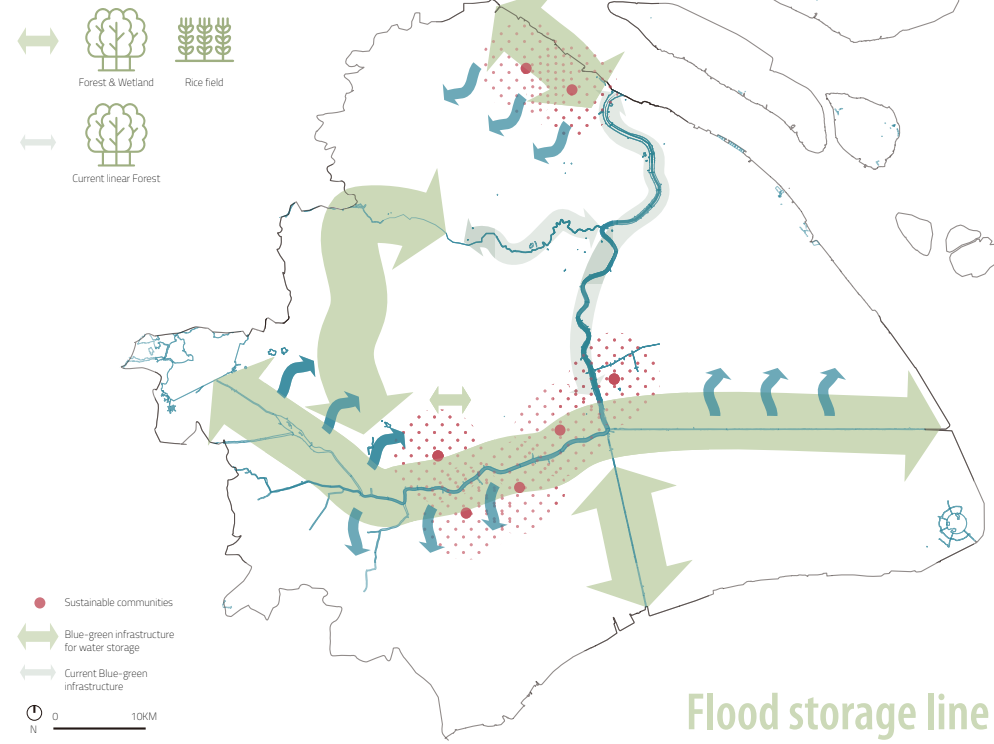 Forest & Wetland
Rice field
Current linear Forest
Sustainable communities
Blue-green infrastructure
for water storage
Current Blue-green
infrastructure
N
0
10KM
Flood storage line